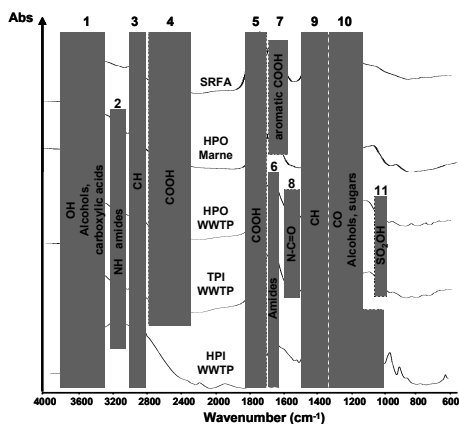 Abs
1
2
3
4
5
6
7
8
9
10
11
OH
Alcohols,
carboxylic acids
NH amides
CH
COOH
COOH
Amides
aromatic COOH
N-C=O
CH
CO
Alcohols, sugars
SO₂OH
SRFA
HPO
Marne
HPO
WWTP
TPI
WWTP
HPI
WWTP
4000 3600 3200 2800 2400 2000 1800 1600 1400 1200 1000 800 600
Wavenumber (cm⁻¹)